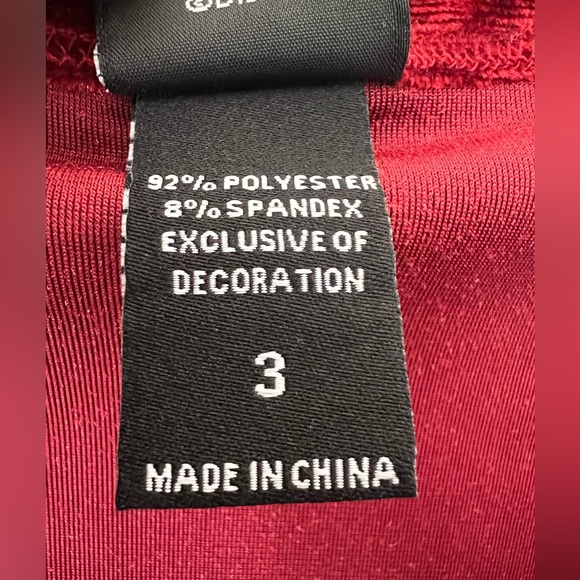 92% POLYESTER
8% SPANDEX
EXCLUSIVE OF
DECORATION
3
MADE IN CHINA